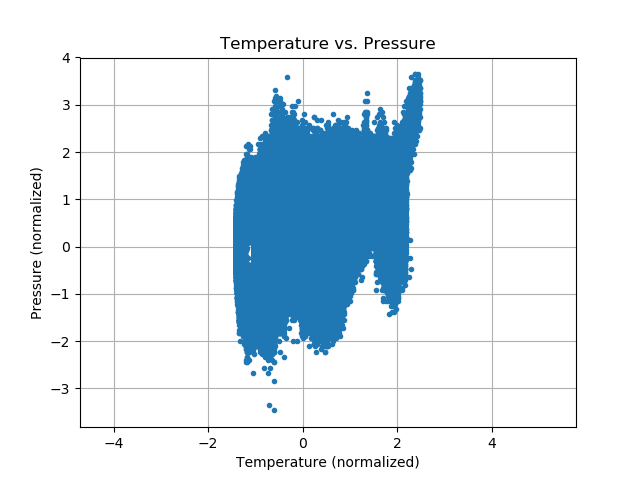 Temperature vs. Pressure
4
3
2
1
0
−1
−2
−3
Pressure (normalized)
−4 −2 0 2 4
Temperature (normalized)